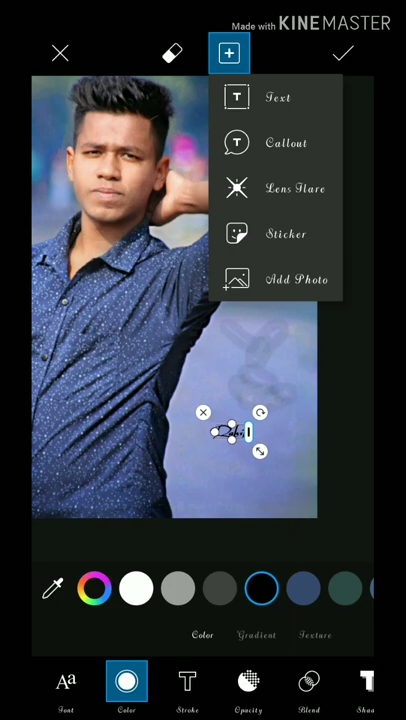 Made with KINEMASTER
Text
Callout
Lens Flare
Sticker
Add Photo
Color
Gradient
Texture
Aa
Font
Color
Stroke
Opacity
Blend